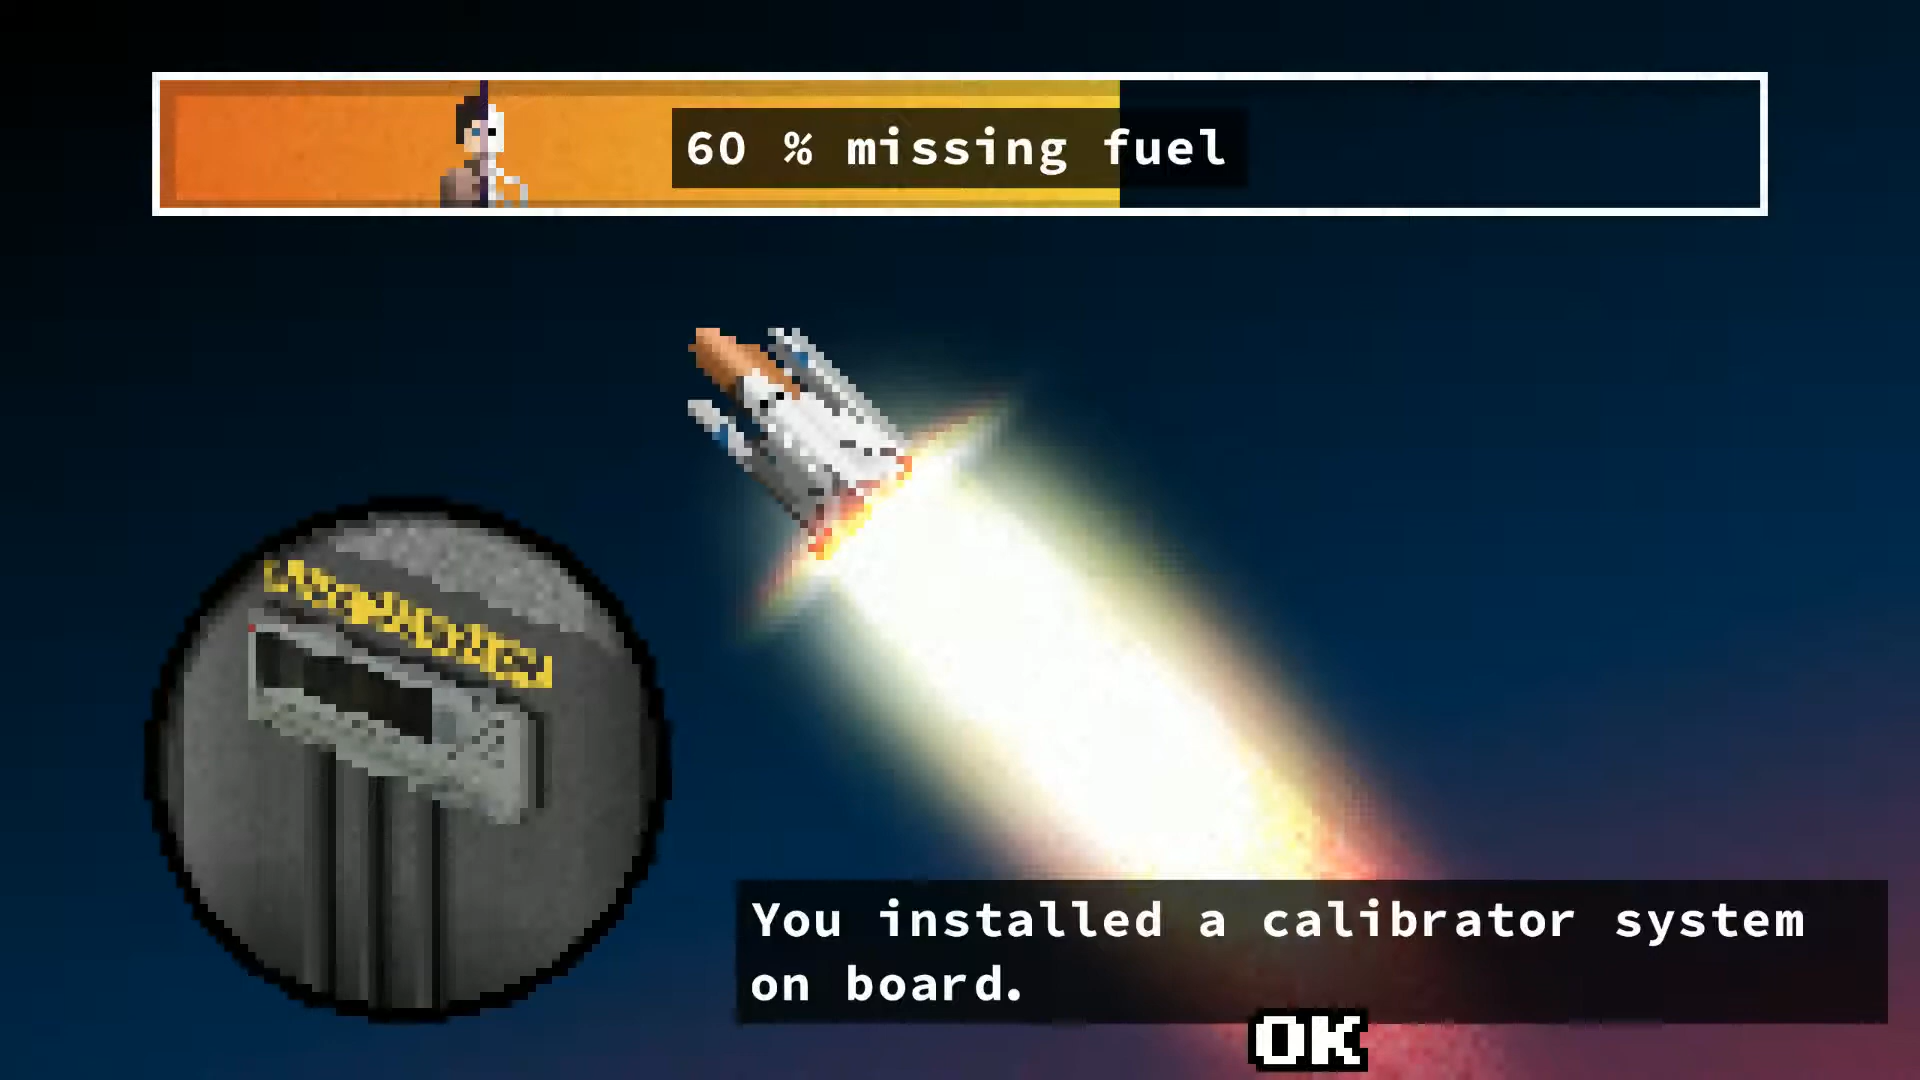 60 % missing fuel
You installed a calibrator system
on board.
OK